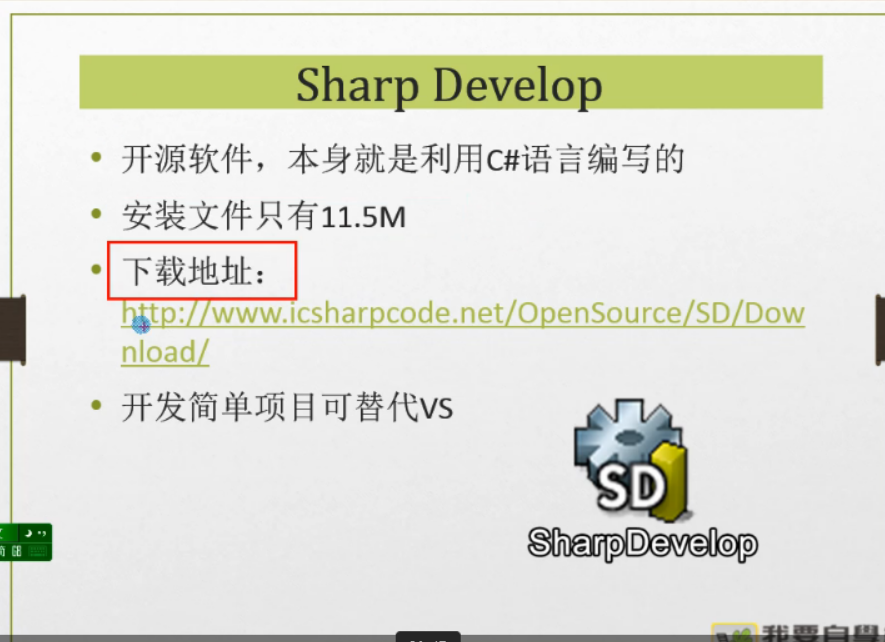 Sharp Develop
开源软件，本身就是利用C#语言编写的
安装文件只有11.5M
下载地址：
http://www.icsharpcode.net/OpenSource/SD/Dow
nload/
开发简单项目可替代VS
SD
SharpDevelop
我要自學